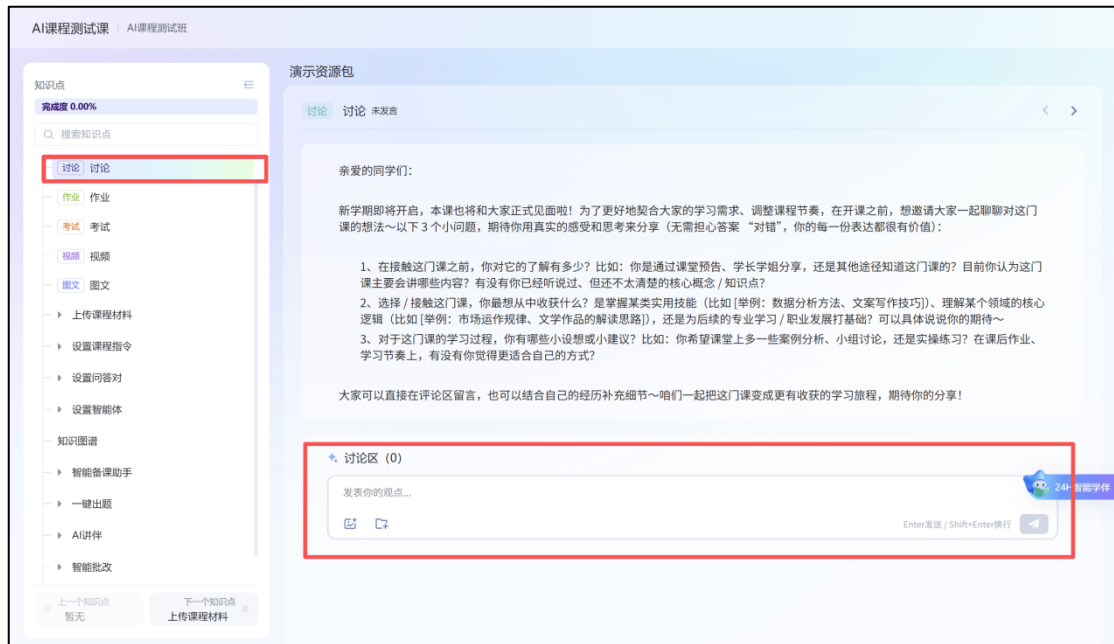 AI课程测试课 AI课程测试班
知识点
完成度 0.00%
搜索知识点
讨论 讨论
作业 作业
考试 考试
视频 视频
图文 图文
上传课程材料
设置课程指令
设置问答对
设置智能体
知识图谱
智能备课助手
一键出题
AI讲伴
智能批改
上一个知识点
暂无
下一个知识点
上传课程材料
演示资源包
讨论 讨论 未发言
亲爱的同学们：
新学期即将开启，本课也将和大家正式见面啦！为了更好地契合大家的学习需求、调整课程节奏，在开课之前，想邀请大家一起聊聊对这门
课的想法～以下 3 个小问题，期待你用真实的感受和思考来分享（无需担心答案 “对错”，你的每一份表达都很有价值）：
1、在接触这门课之前，你对它的了解有多少？比如：你是通过课堂预告、学长学姐分享，还是其他途径知道这门课的？目前你认为这门
课主要会讲哪些内容？有没有你已经听说过、但还不太清楚的核心概念 / 知识点？
2、选择 / 接触这门课，你最想从中收获什么？是掌握某类实用技能（比如 [举例：数据分析方法、文案写作技巧]）、理解某个领域的核心
逻辑（比如 [举例：市场运作规律、文学作品的解读思路]），还是为后续的专业学习 / 职业发展打基础？可以具体说说你的期待～
3、对于这门课的学习过程，你有哪些小设想或小建议？比如：你希望课堂上多一些案例分析、小组讨论，还是实操练习？在课后作业、
学习节奏上，有没有你觉得更适合自己的方式？
大家可以直接在评论区留言，也可以结合自己的经历补充细节～咱们一起把这门课变成更有收获的学习旅程，期待你的分享！
讨论区（0）
发表你的观点...
Enter发送 / Shift+Enter换行
24H智能学伴